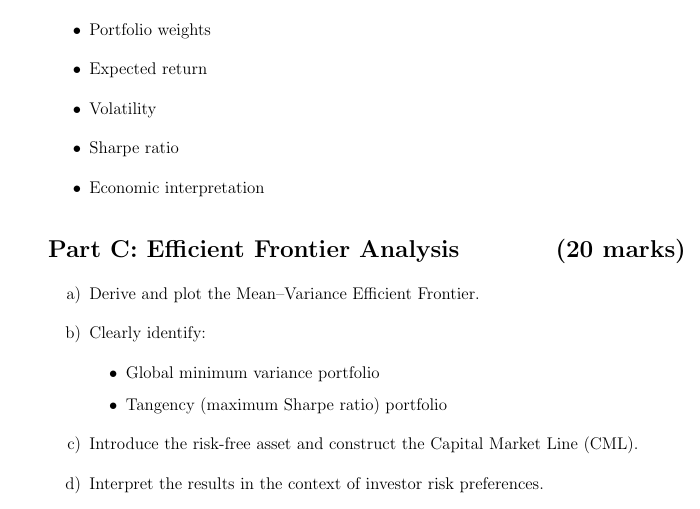 • Portfolio weights
• Expected return
• Volatility
• Sharpe ratio
• Economic interpretation
Part C: Efficient Frontier Analysis (20 marks)
a) Derive and plot the Mean–Variance Efficient Frontier.
b) Clearly identify:
• Global minimum variance portfolio
• Tangency (maximum Sharpe ratio) portfolio
c) Introduce the risk-free asset and construct the Capital Market Line (CML).
d) Interpret the results in the context of investor risk preferences.